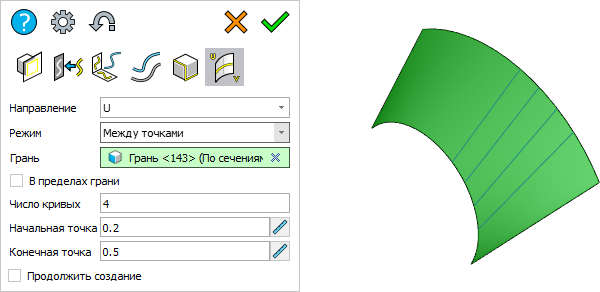 ?
U
V
Направление U
Режим Между точками
Грань Грань <143> (По сечениям
В пределах грани
Число кривых 4
Начальная точка 0.2
Конечная точка 0.5
Продолжить создание